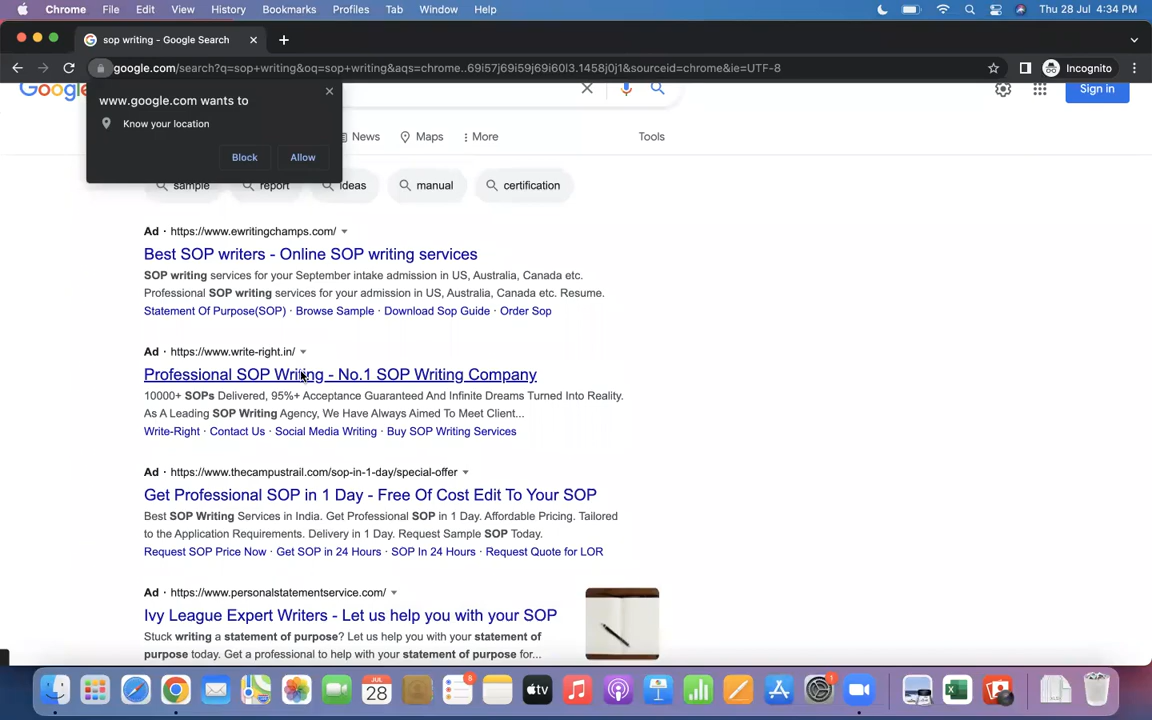 Chrome File Edit View History Bookmarks Profiles Tab Window Help Thu 28 Jul 4:34 PM
sop writing - Google Search
google.com/search?q=sop+writing&oq=sop+writing&aqs=chrome..69i57j69i59j69i60l3.1458j0j1&sourceid=chrome&ie=UTF-8 Incognito
Sign in
www.google.com wants to
Know your location
Block Allow
News Maps More Tools
sample report ideas manual certification
Ad · https://www.ewritingchamps.com/
Best SOP writers - Online SOP writing services
SOP writing services for your September intake admission in US, Australia, Canada etc.
Professional SOP writing services for your admission in US, Australia, Canada etc. Resume.
Statement Of Purpose(SOP) · Browse Sample · Download Sop Guide · Order Sop
Ad · https://www.write-right.in/
Professional SOP Writing - No.1 SOP Writing Company
10000+ SOPs Delivered, 95%+ Acceptance Guaranteed And Infinite Dreams Turned Into Reality.
As A Leading SOP Writing Agency, We Have Always Aimed To Meet Client...
Write-Right · Contact Us · Social Media Writing · Buy SOP Writing Services
Ad · https://www.thecampustrail.com/sop-in-1-day/special-offer
Get Professional SOP in 1 Day - Free Of Cost Edit To Your SOP
Best SOP Writing Services in India. Get Professional SOP in 1 Day. Affordable Pricing. Tailored
to the Application Requirements. Delivery in 1 Day. Request Sample SOP Today.
Request SOP Price Now · Get SOP in 24 Hours · SOP In 24 Hours · Request Quote for LOR
Ad · https://www.personalstatementservice.com/
Ivy League Expert Writers - Let us help you with your SOP
Stuck writing a statement of purpose? Let us help you with your statement of
purpose today. Get a professional to help with your statement of purpose for...
JUL
28
6
tv
1